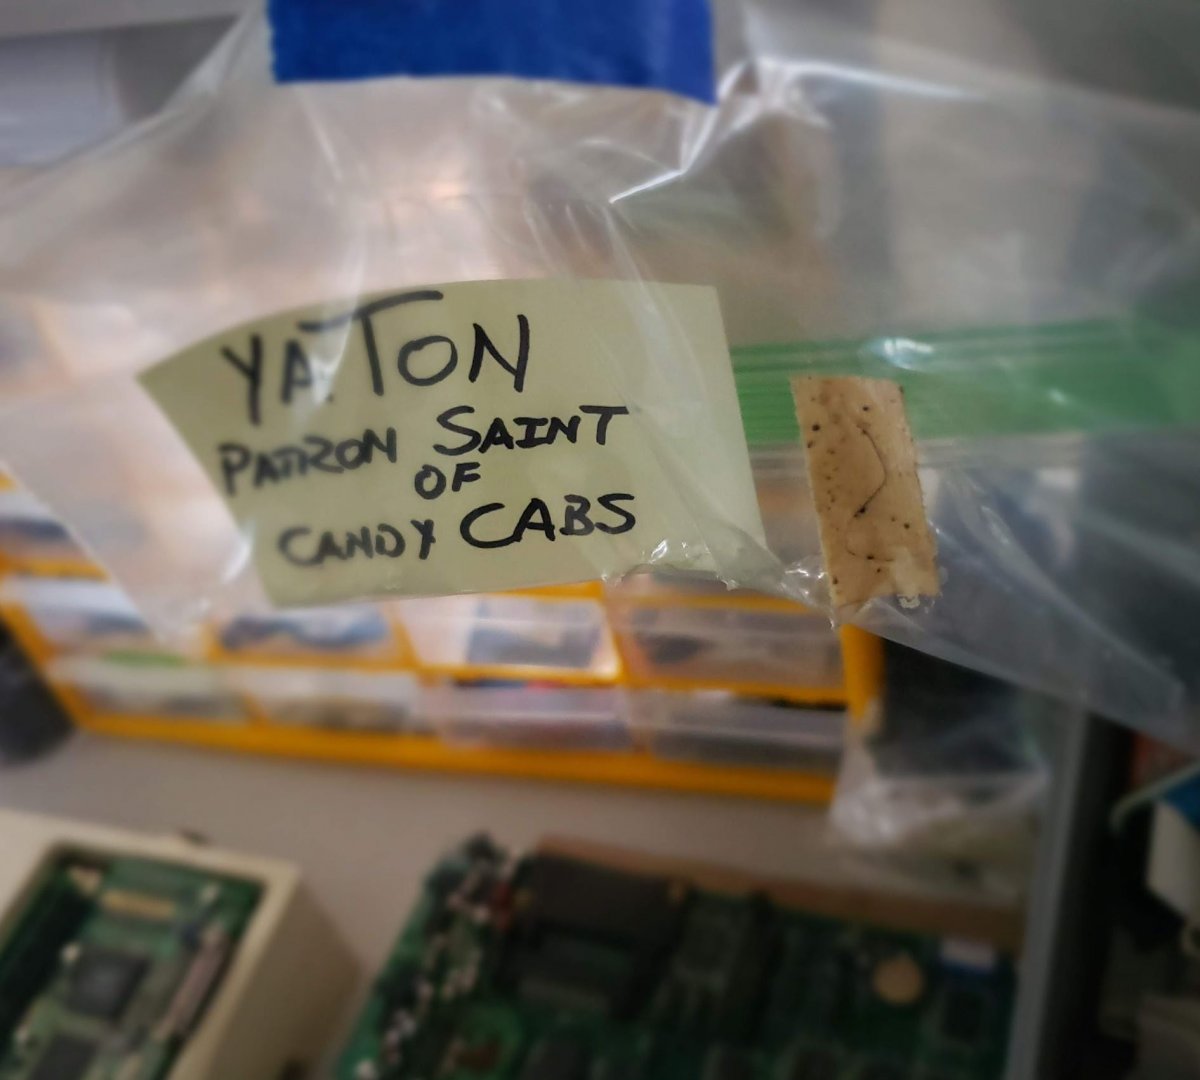 YATON
PATRON SAINT
OF
CANDY CABS